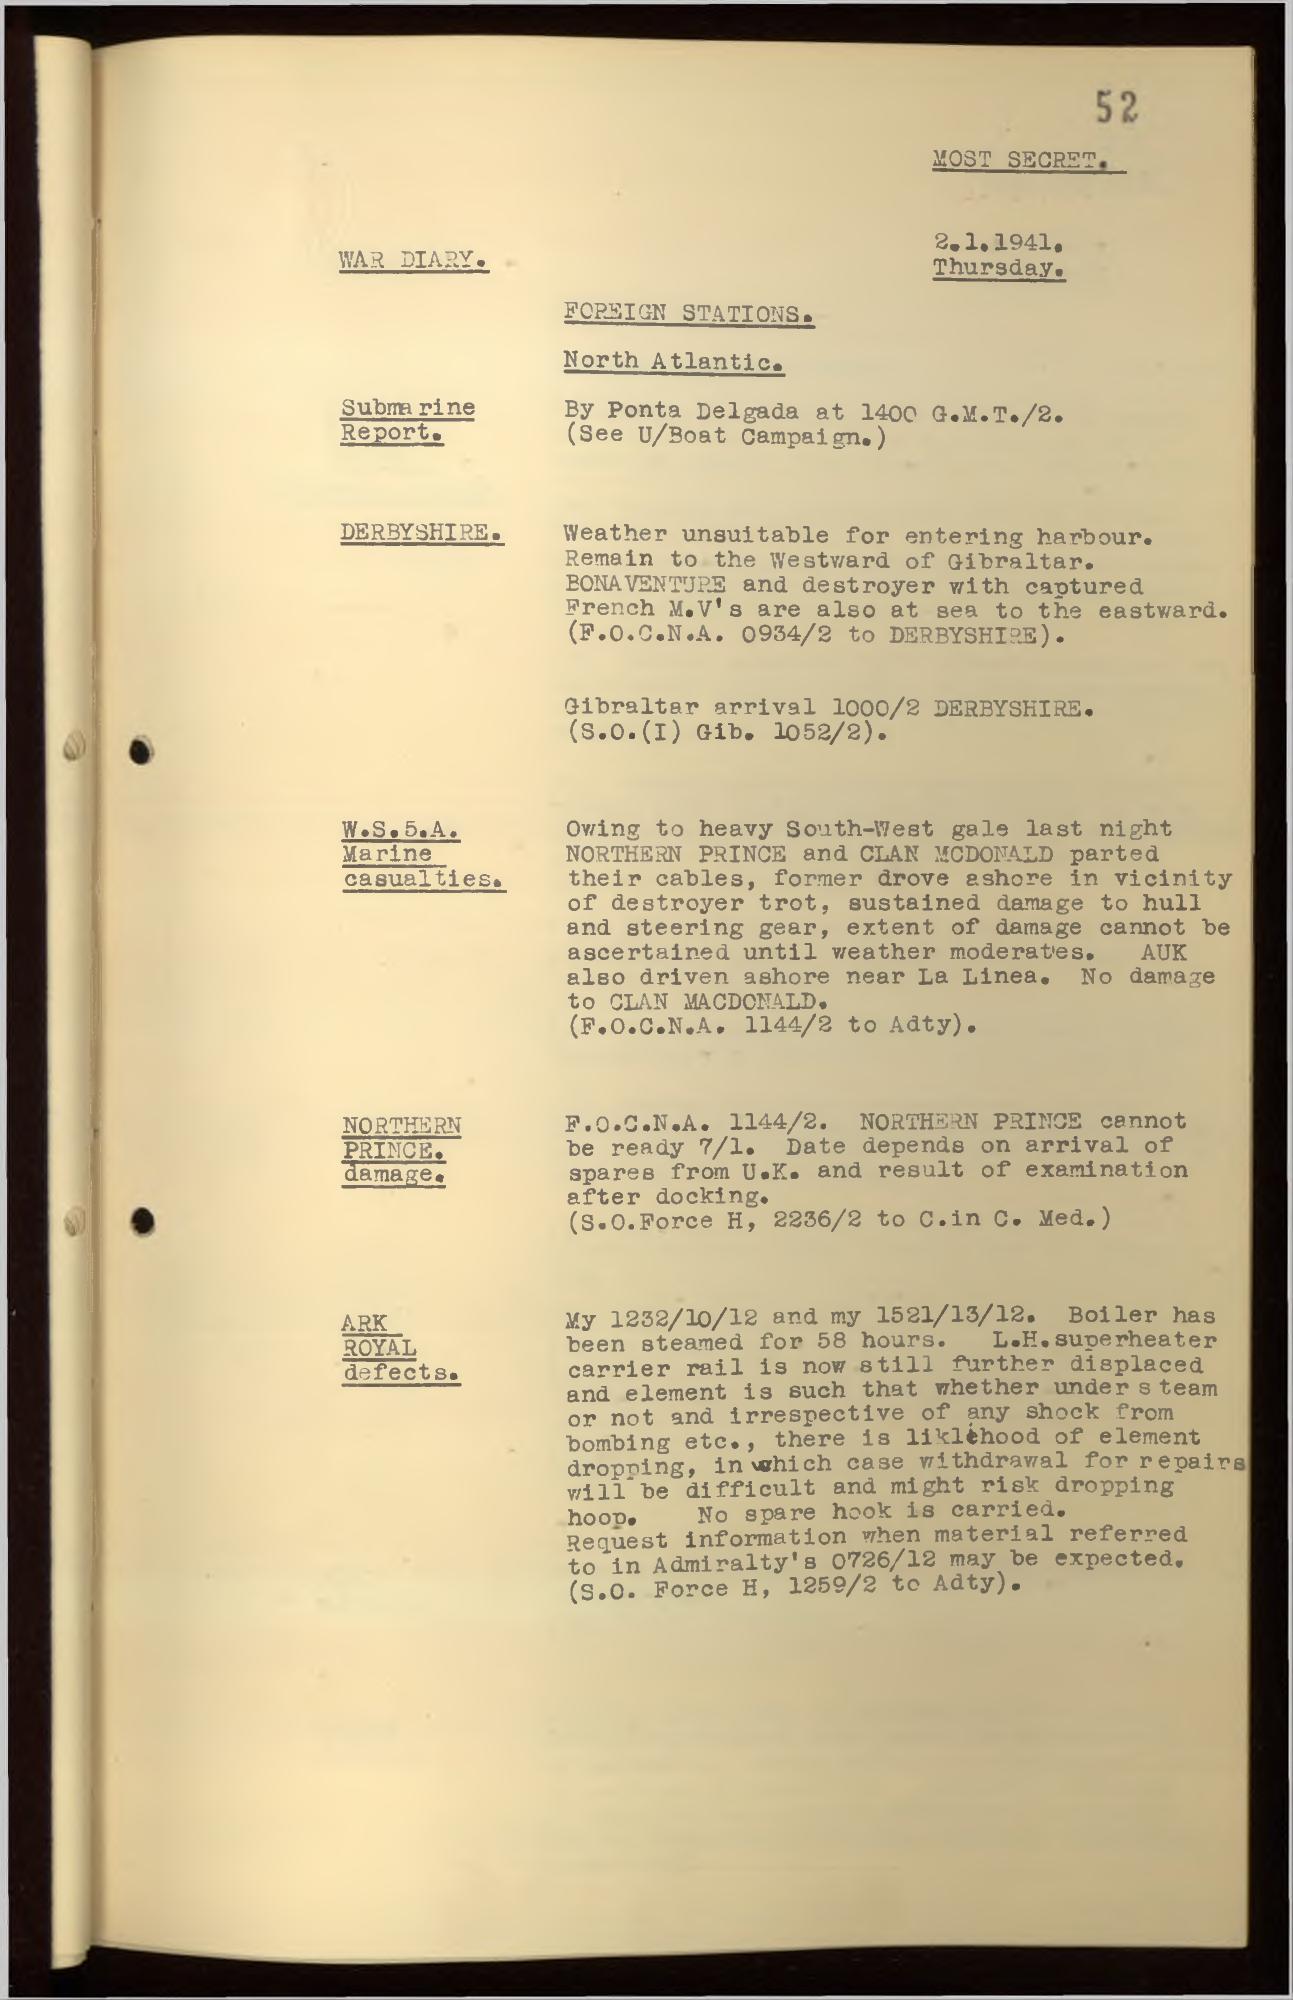 52
MOST SECRET.
2.1.1941.
WAR DIARY.
Thursday.
FOREIGN STATIONS.
North Atlantic.
Submarine
Report.
By Ponta Delgada at 1400 G.M.T./2.
(See U/Boat Campaign.)
DERBYSHIRE.
Weather unsuitable for entering harbour.
Remain to the Westward of Gibraltar.
BONAVENTURE and destroyer with captured
French M.V's are also at sea to the eastward.
(F.O.C.N.A. 0934/2 to DERBYSHIRE).
Gibraltar arrival 1000/2 DERBYSHIRE.
(S.O.(I) Gib. 1052/2).
W.S.5.A.
Marine
casualties.
Owing to heavy South-West gale last night
NORTHERN PRINCE and CLAN MCDONALD parted
their cables, former drove ashore in vicinity
of destroyer trot, sustained damage to hull
and steering gear, extent of damage cannot be
ascertained until weather moderates. AUK
also driven ashore near La Linea. No damage
to CLAN MACDONALD.
(F.O.C.N.A. 1144/2 to Adty).
NORTHERN
PRINCE.
damage.
F.O.C.N.A. 1144/2. NORTHERN PRINCE cannot
be ready 7/1. Date depends on arrival of
spares from U.K. and result of examination
after docking.
(S.O.Force H, 2236/2 to C.in C. Med.)
ARK
ROYAL
defects.
My 1232/10/12 and my 1521/13/12. Boiler has
been steamed for 58 hours. L.H.superheater
carrier rail is now still further displaced
and element is such that whether under steam
or not and irrespective of any shock from
bombing etc., there is liklihood of element
dropping, in which case withdrawal for repairs
will be difficult and might risk dropping
hoop. No spare hook is carried.
Request information when material referred
to in Admiralty's 0726/12 may be expected.
(S.O. Force H, 1259/2 to Adty).